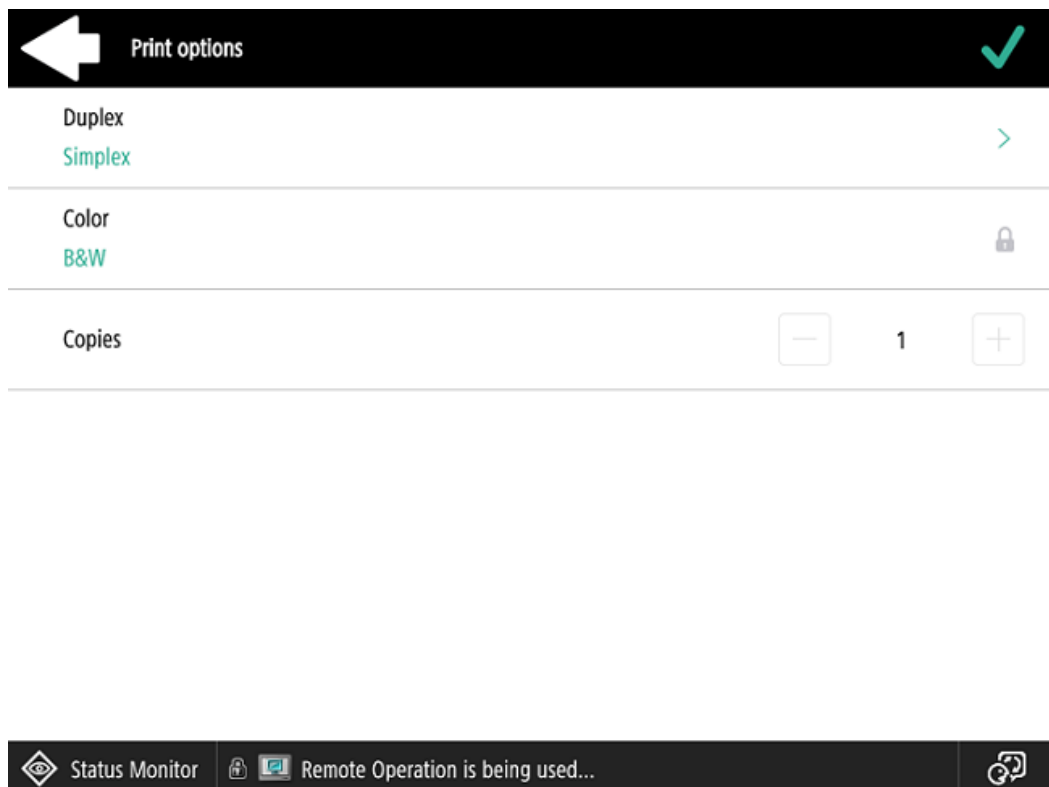 Print options
Duplex
Simplex
Color
B&W
Copies
1
Status Monitor
Remote Operation is being used...